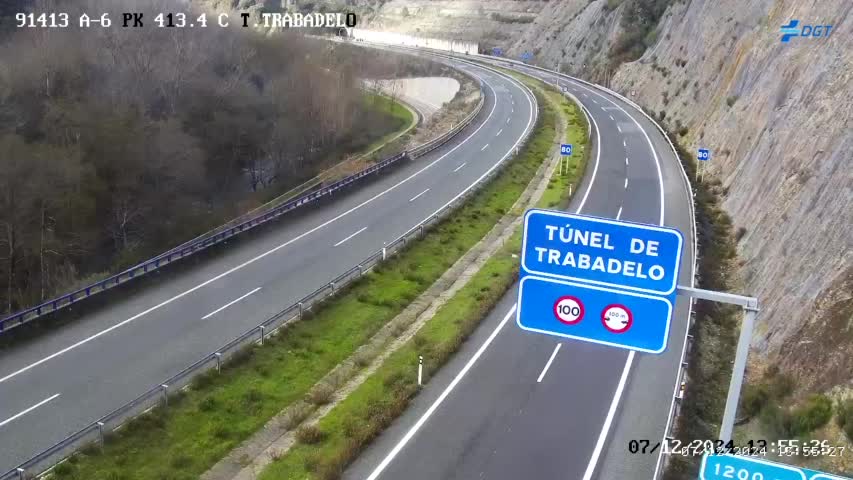 91413 A-6 PK 413.4 C T.TRABADELO
DGT
80
80
TÚNEL DE
TRABADELO
100
100 m
07/12/2024 13:55:26
1200